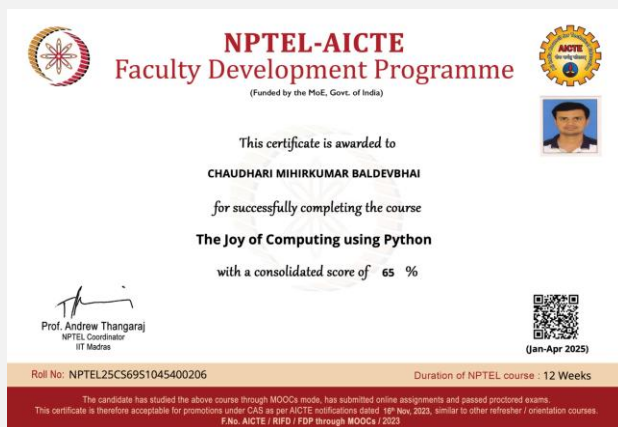 NPTEL-AICTE
Faculty Development Programme
(Funded by the MoE, Govt. of India)
AICTE
This certificate is awarded to
CHAUDHARI MIHIRKUMAR BALDEVBHAI
for successfully completing the course
The Joy of Computing using Python
with a consolidated score of 65 %
Prof. Andrew Thangaraj
NPTEL Coordinator
IIT Madras
(Jan-Apr 2025)
Roll No: NPTEL25CS69S1045400206
Duration of NPTEL course : 12 Weeks
The candidate has studied the above course through MOOCs mode, has submitted online assignments and passed proctored exams.
This certificate is therefore acceptable for promotions under CAS as per AICTE notifications dated 16th Nov, 2023, similar to other refresher / orientation courses.
F.No. AICTE / RIFD / FDP through MOOCs / 2023